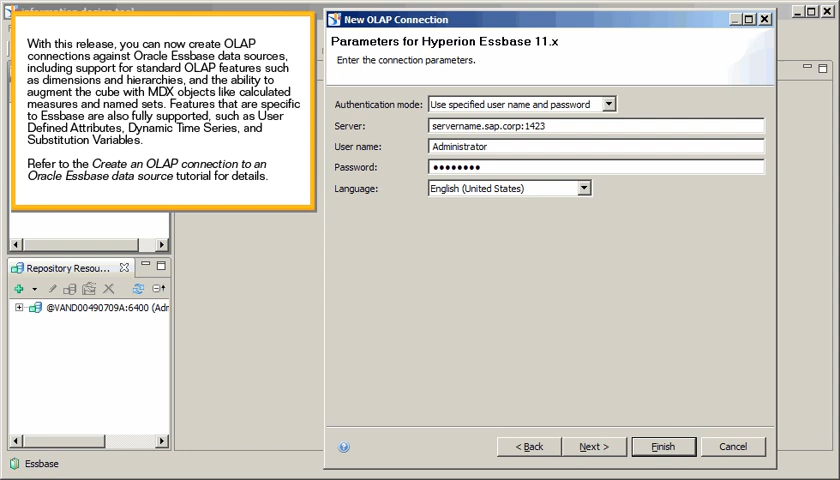 information design tool
With this release, you can now create OLAP
connections against Oracle Essbase data sources,
including support for standard OLAP features such
as dimensions and hierarchies, and the ability to
augment the cube with MDX objects like calculated
measures and named sets. Features that are specific
to Essbase are also fully supported, such as User
Defined Attributes, Dynamic Time Series, and
Substitution Variables.
Refer to the Create an OLAP connection to an
Oracle Essbase data source tutorial for details.
Repository Resou...
@VAND00490709A:6400 (Adr
Essbase
New OLAP Connection
Parameters for Hyperion Essbase 11.x
Enter the connection parameters.
Authentication mode: Use specified user name and password
Server: servername.sap.corp:1423
User name: Administrator
Password: ●●●●●●●●
Language: English (United States)
< Back Next > Finish Cancel